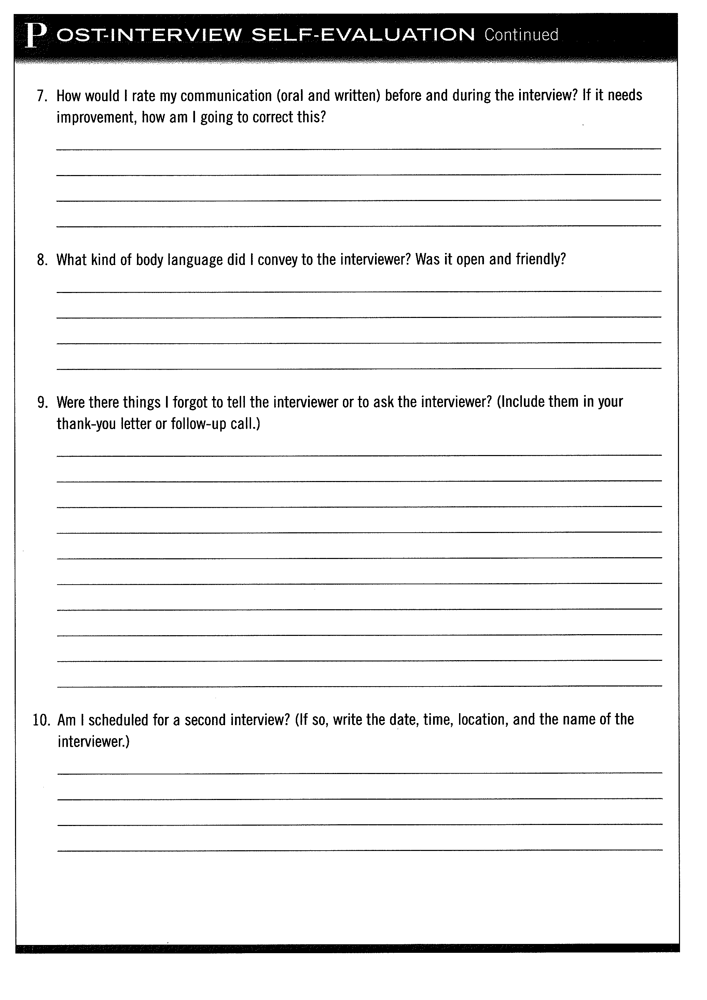 POST-INTERVIEW SELF-EVALUATION Continued
7. How would I rate my communication (oral and written) before and during the interview? If it needs
improvement, how am I going to correct this?
8. What kind of body language did I convey to the interviewer? Was it open and friendly?
9. Were there things I forgot to tell the interviewer or to ask the interviewer? (Include them in your
thank-you letter or follow-up call.)
10. Am I scheduled for a second interview? (If so, write the date, time, location, and the name of the
interviewer.)